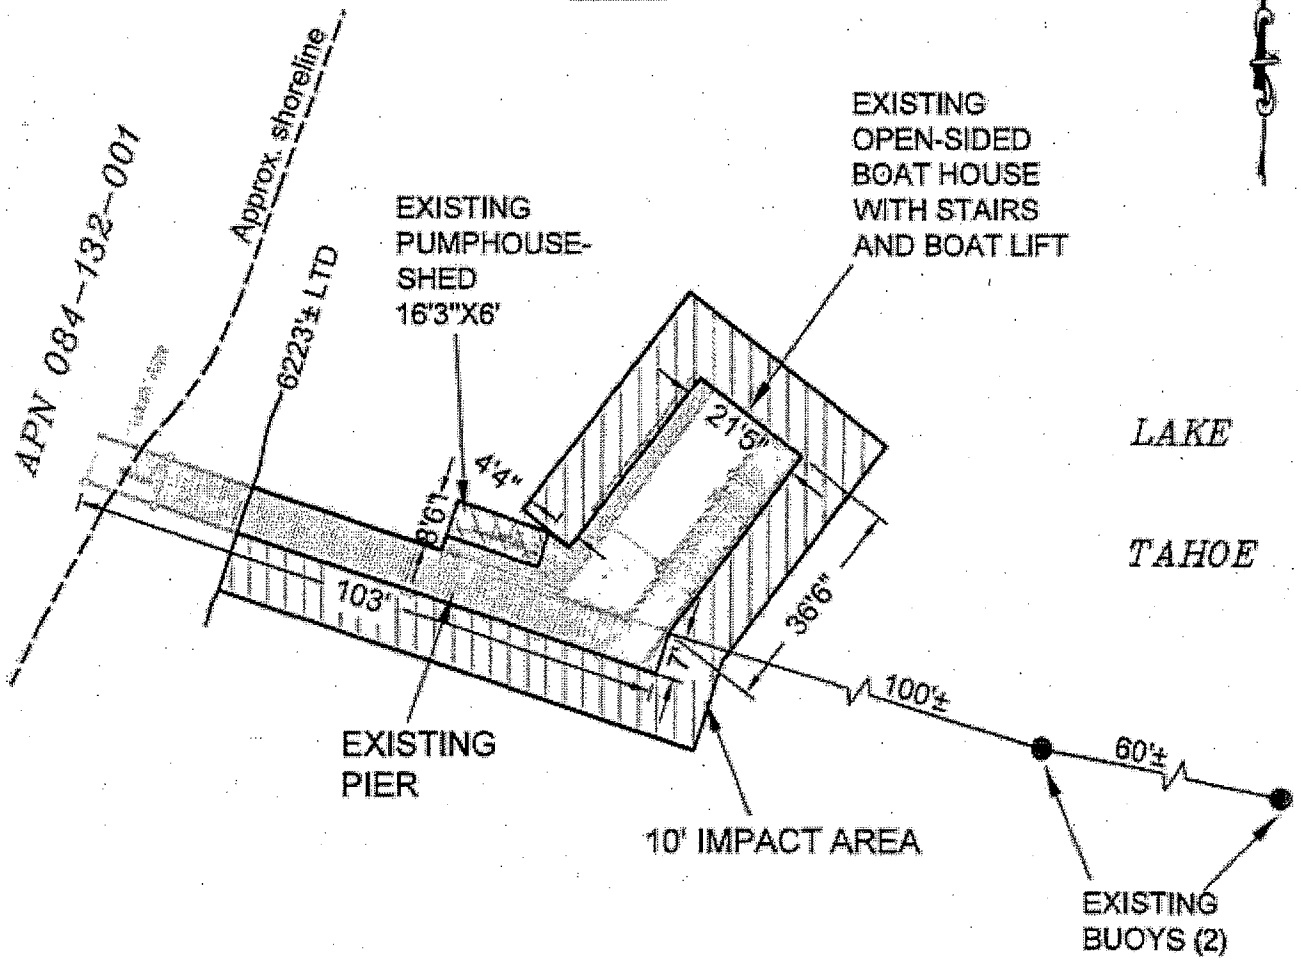 Approx. shoreline
APN 084-132-001
6223'± LTD
EXISTING
PUMPHOUSE-
SHED
16'3"X6'
EXISTING
OPEN-SIDED
BOAT HOUSE
WITH STAIRS
AND BOAT LIFT
LAKE
TAHOE
21'5"
4'4"
8'6"
103'
7'
36'6"
100'±
60'±
EXISTING
PIER
10' IMPACT AREA
EXISTING
BUOYS (2)